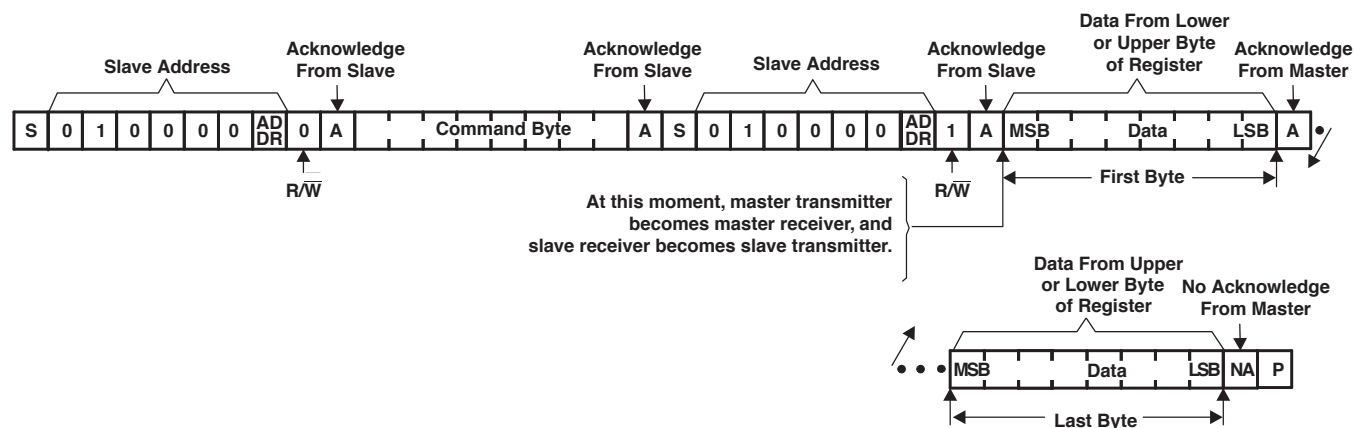 Slave Address
Acknowledge
From Slave
Acknowledge
From Slave
Slave Address
Acknowledge
From Slave
Data From Lower
or Upper Byte
of Register
Acknowledge
From Master
S 0 1 0 0 0 0 AD DR 0 A Command Byte A S 0 1 0 0 0 0 AD DR 1 A MSB Data LSB A
R/W̅
R/W̅
First Byte
At this moment, master transmitter
becomes master receiver, and
slave receiver becomes slave transmitter.
Data From Upper
or Lower Byte
of Register
No Acknowledge
From Master
MSB Data LSB NA P
Last Byte